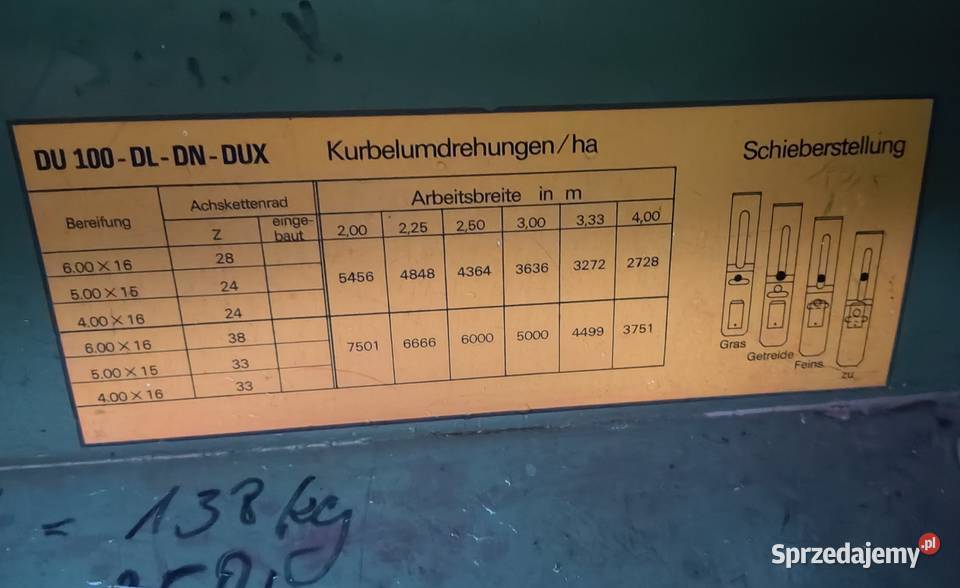 DU 100-DL-DN-DUX Kurbelumdrehungen/ha Schieberstellung
Bereifung Achskettenrad Arbeitsbreite in m
Z eingebaut 2,00 2,25 2,50 3,00 3,33 4,00
6.00 X 16 28
5.00 X 15 24 5456 4848 4364 3636 3272 2728
4.00 X 16 24
6.00 X 16 38
5.00 X 15 33 7501 6666 6000 5000 4499 3751
4.00 X 16 33
Gras Getreide Feins zu
= 138 kg
Sprzedajemy.pl